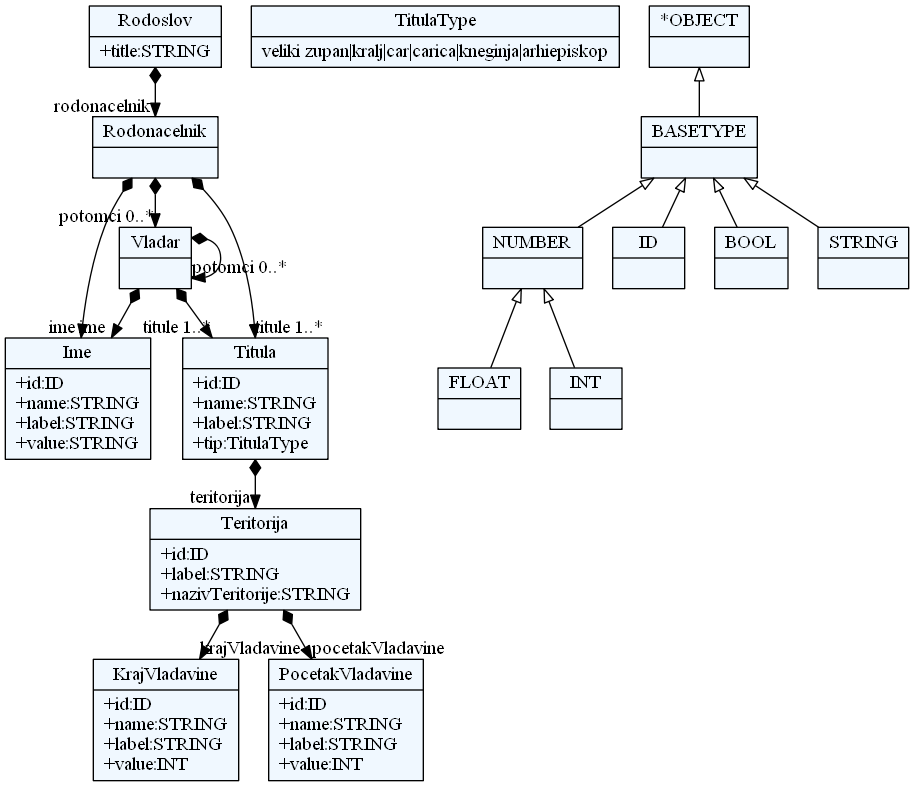 Rodoslov
+title:STRING
TitulaType
veliki zupan|kralj|car|carica|kneginja|arhiepiskop
*OBJECT
rodonacelnik
Rodonacelnik
BASETYPE
potomci 0..*
Vladar
potomci 0..*
NUMBER
ID
BOOL
STRING
ime
ime
titule 1..*
titule 1..*
Ime
+id:ID
+name:STRING
+label:STRING
+value:STRING
Titula
+id:ID
+name:STRING
+label:STRING
+tip:TitulaType
FLOAT
INT
teritorija
Teritorija
+id:ID
+label:STRING
+nazivTeritorije:STRING
krajVladavine
pocetakVladavine
KrajVladavine
+id:ID
+name:STRING
+label:STRING
+value:INT
PocetakVladavine
+id:ID
+name:STRING
+label:STRING
+value:INT